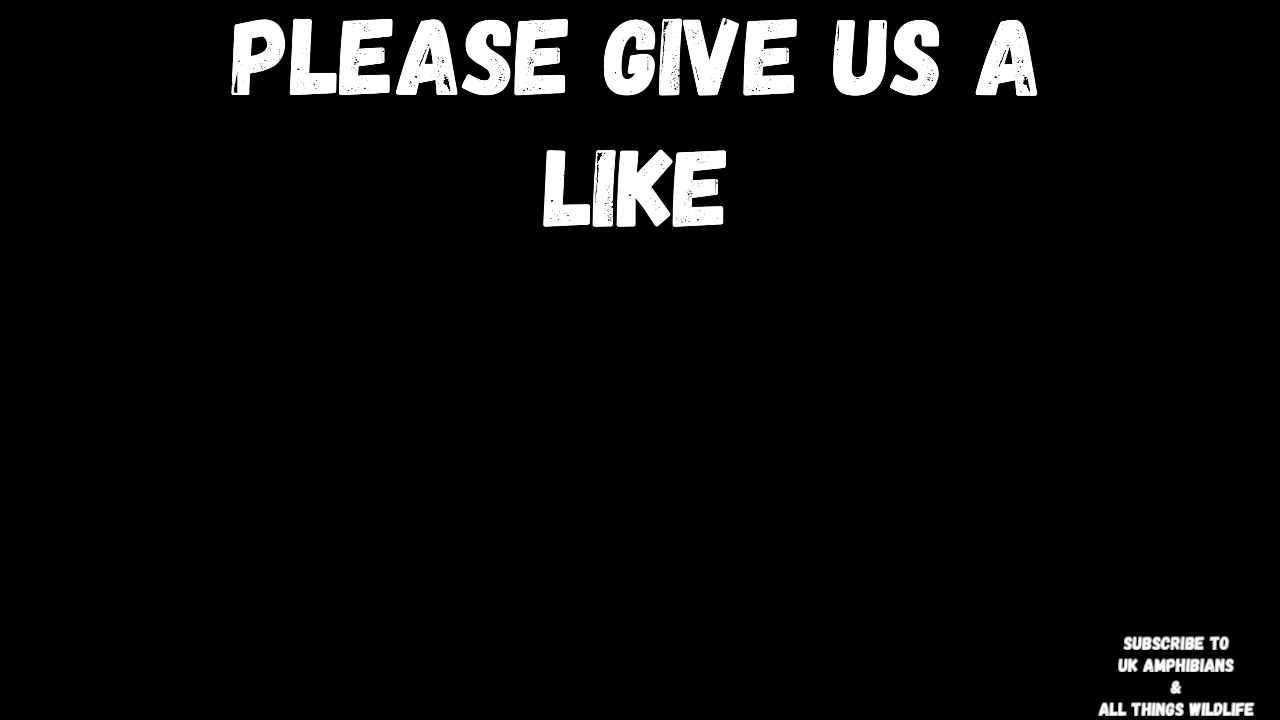 PLEASE GIVE US A
LIKE
SUBSCRIBE TO
UK AMPHIBIANS
&
ALL THINGS WILDLIFE